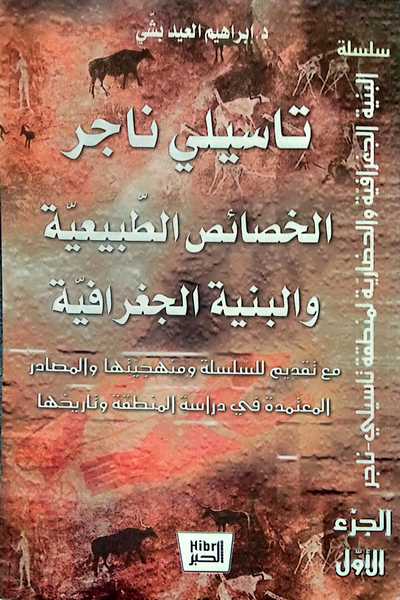 د. إبراهيم العيد بشّي
تاسيلي ناجر
الخصائص الطّبيعيّة
والبنية الجغرافيّة
مع تقديم للسلسلة ومنهجيّتها والمصادر
المعتمدة في دراسة المنطقة وتاريخها
سلسلة
البنية الجغرافية والحضارية لمنطقة تاسيلي-ناجر
الجزء
الأوّل
Hibr
الحبر